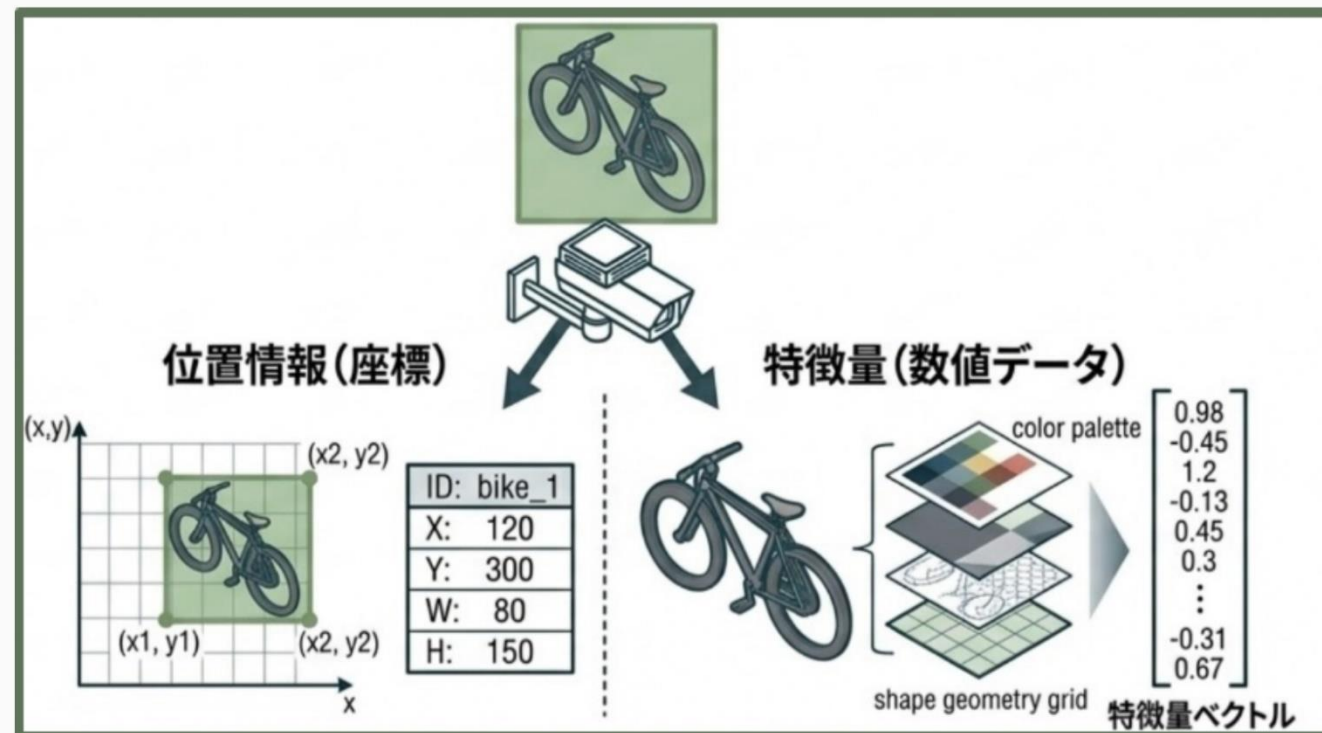 位置情報(座標)
特徴量(数値データ)
(x,y)
(x2, y2)
(x1, y1)
(x2, y2)
x
ID: bike_1
X: 120
Y: 300
W: 80
H: 150
color palette
shape geometry grid
0.98
-0.45
1.2
-0.13
0.45
0.3
⋮
-0.31
0.67
特徴量ベクトル